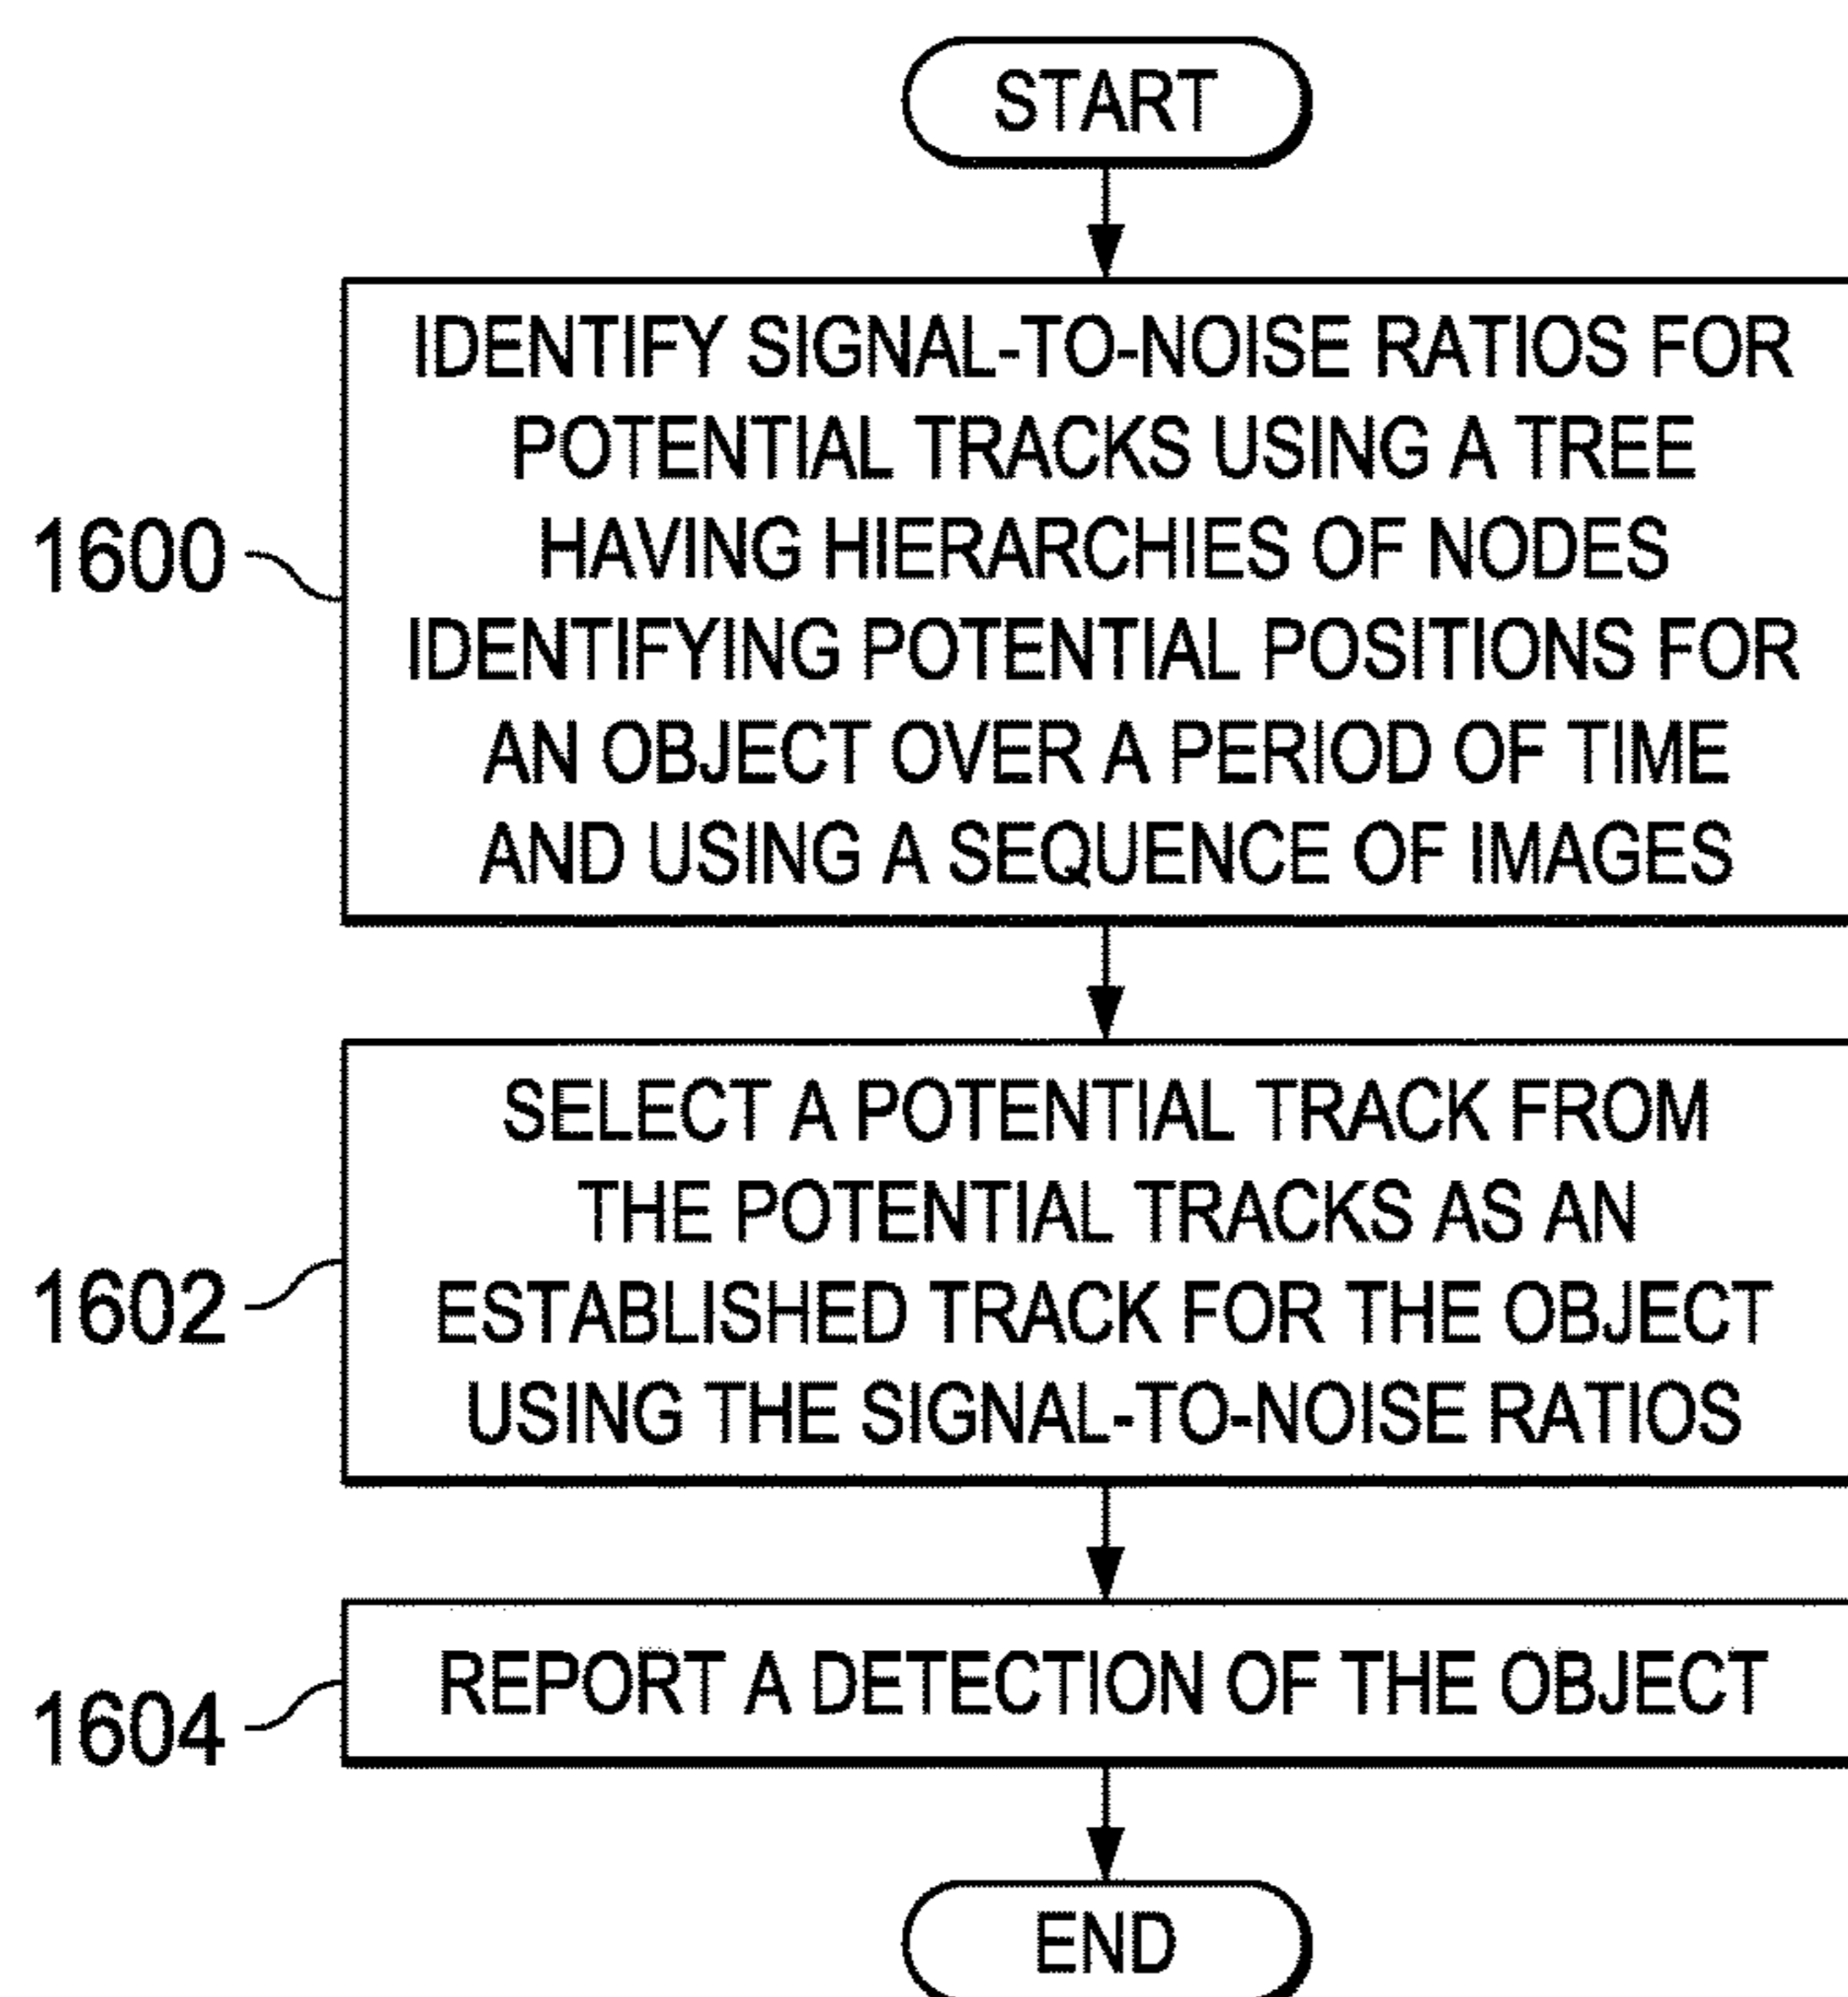 START
IDENTIFY SIGNAL-TO-NOISE RATIOS FOR
POTENTIAL TRACKS USING A TREE
HAVING HIERARCHIES OF NODES
IDENTIFYING POTENTIAL POSITIONS FOR
AN OBJECT OVER A PERIOD OF TIME
AND USING A SEQUENCE OF IMAGES
1600
SELECT A POTENTIAL TRACK FROM
THE POTENTIAL TRACKS AS AN
ESTABLISHED TRACK FOR THE OBJECT
USING THE SIGNAL-TO-NOISE RATIOS
1602
REPORT A DETECTION OF THE OBJECT
1604
END